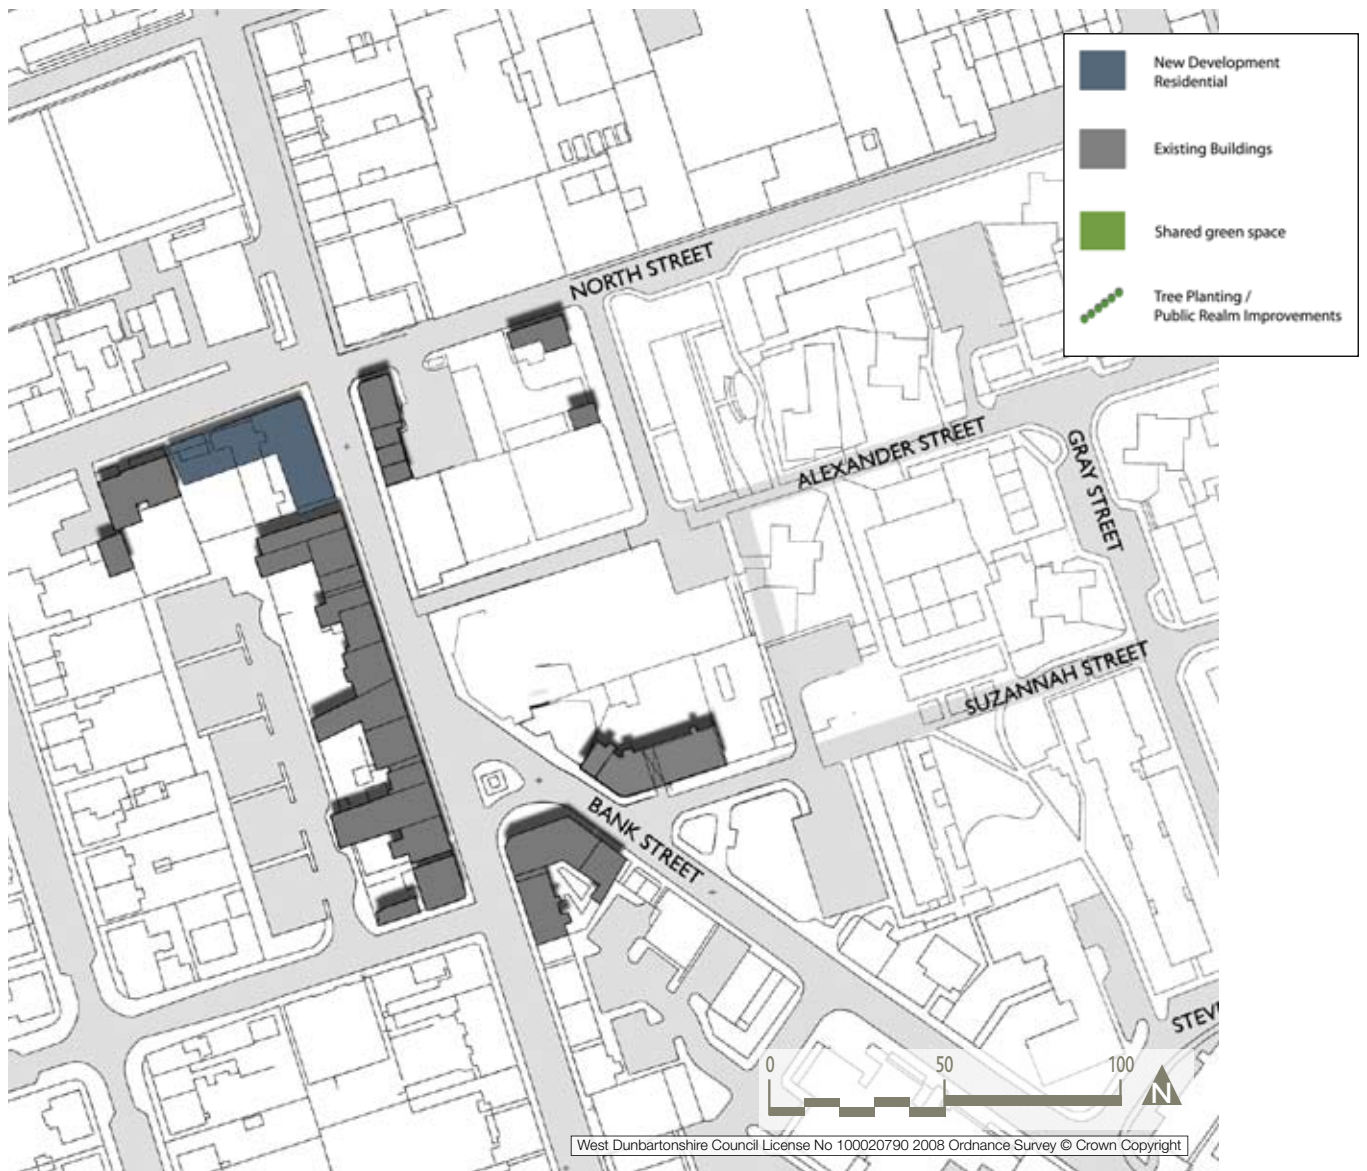 New Development
Residential
Existing Buildings
Shared green space
Tree Planting /
Public Realm Improvements
NORTH STREET
ALEXANDER STREET
GRAY STREET
SUZANNAH STREET
BANK STREET
0 50 100
N
West Dunbartonshire Council License No 100020790 2008 Ordnance Survey © Crown Copyright